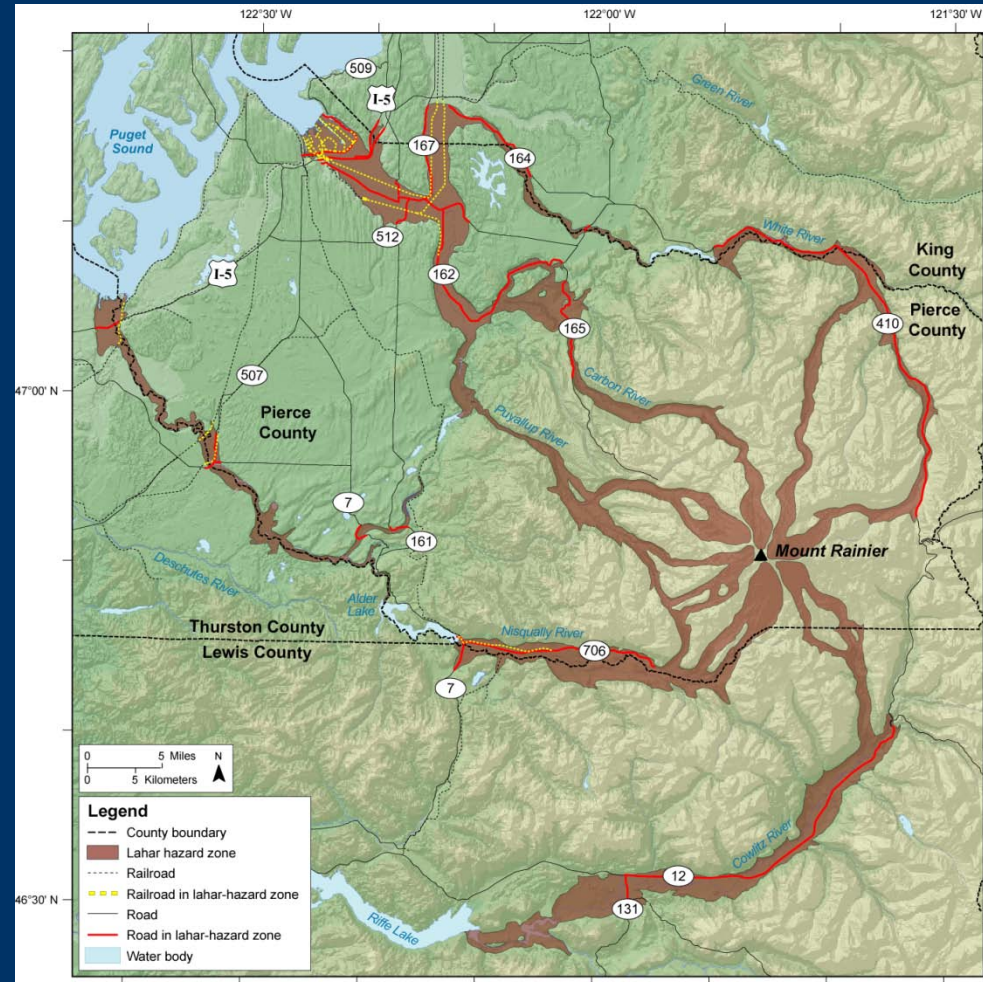 122°30' W
122°00' W
121°30' W
509
I-5
Green River
Puget
Sound
167
164
512
White River
King
County
I-5
162
Pierce
County
410
165
47°00' N
507
Carbon River
Pierce
County
Puyallup River
7
161
Mount Rainier
Deschutes River
Alder
Lake
Thurston County
Nisqually River
Lewis County
706
7
0 5 Miles N
0 5 Kilometers
Legend
County boundary
Lahar hazard zone
Railroad
Railroad in lahar-hazard zone
Road
Road in lahar-hazard zone
Water body
Cowlitz River
12
46°30' N
131
Riffe Lake